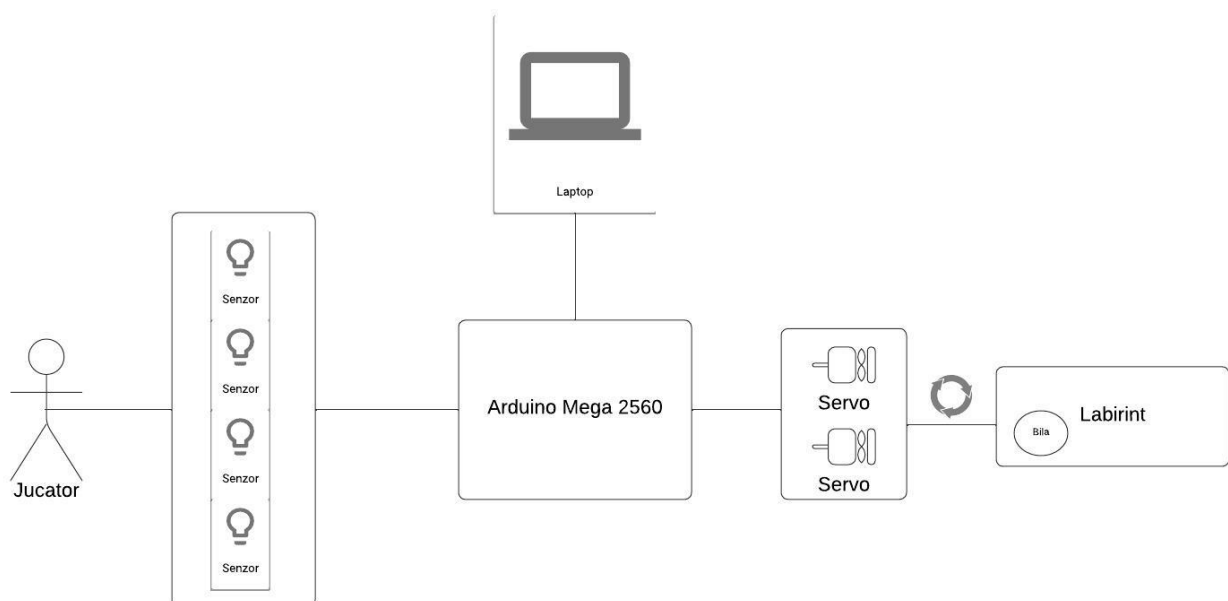 Laptop
Senzor
Senzor
Senzor
Senzor
Jucator
Arduino Mega 2560
Servo
Servo
Bila
Labirint